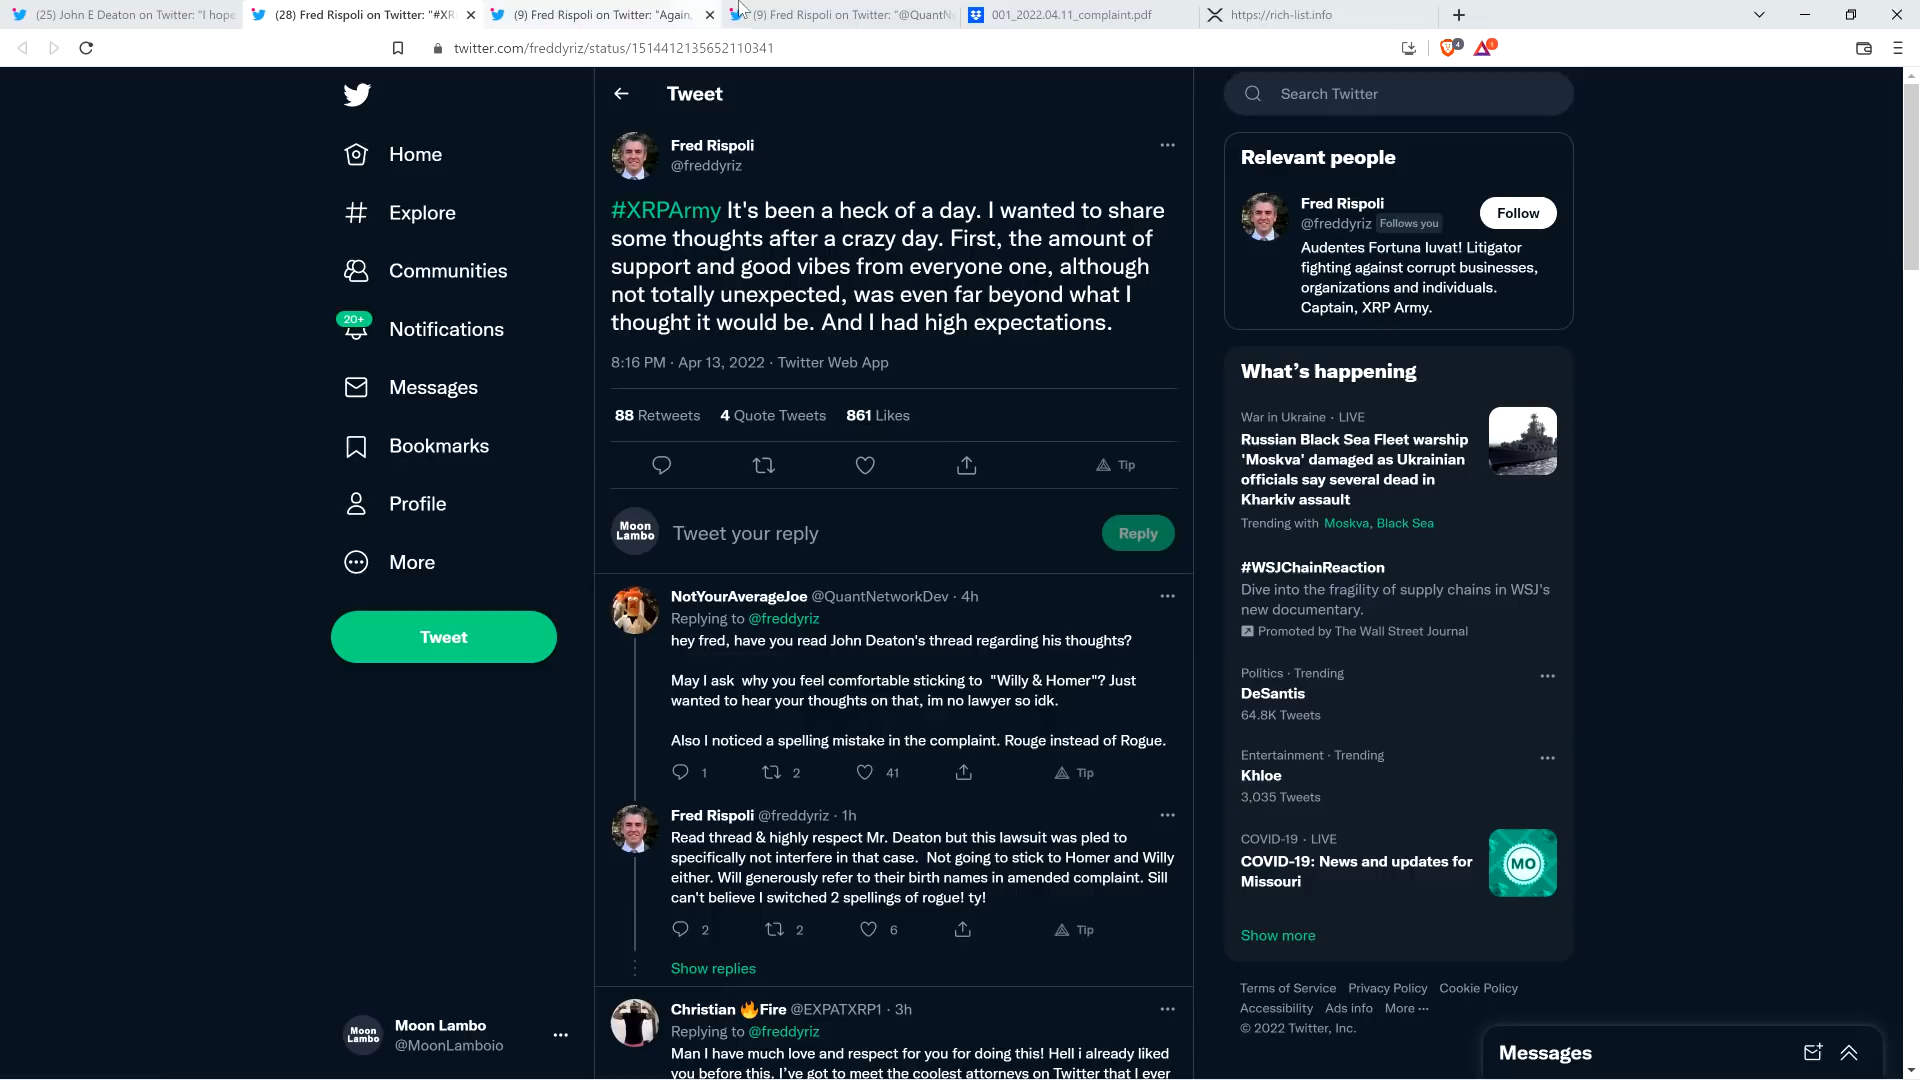 (25) John E Deaton on Twitter: "I hope
(28) Fred Rispoli on Twitter: "#XR
(9) Fred Rispoli on Twitter: "Again,
(9) Fred Rispoli on Twitter: "@QuantN
001_2022.04.11_complaint.pdf
https://rich-list.info
twitter.com/freddyriz/status/1514412135652110341
4
1
Home
Explore
Communities
20+
Notifications
Messages
Bookmarks
Profile
More
Tweet
Moon Lambo
Moon Lambo
@MoonLamboio
Tweet
Fred Rispoli
@freddyriz
#XRPArmy It's been a heck of a day. I wanted to share
some thoughts after a crazy day. First, the amount of
support and good vibes from everyone one, although
not totally unexpected, was even far beyond what I
thought it would be. And I had high expectations.
8:16 PM · Apr 13, 2022 · Twitter Web App
88 Retweets 4 Quote Tweets 861 Likes
Tip
Moon Lambo
Tweet your reply
Reply
NotYourAverageJoe @QuantNetworkDev · 4h
Replying to @freddyriz
hey fred, have you read John Deaton's thread regarding his thoughts?
May I ask why you feel comfortable sticking to "Willy & Homer"? Just
wanted to hear your thoughts on that, im no lawyer so idk.
Also I noticed a spelling mistake in the complaint. Rouge instead of Rogue.
1 2 41 Tip
Fred Rispoli @freddyriz · 1h
Read thread & highly respect Mr. Deaton but this lawsuit was pled to
specifically not interfere in that case. Not going to stick to Homer and Willy
either. Will generously refer to their birth names in amended complaint. Sill
can't believe I switched 2 spellings of rogue! ty!
2 2 6 Tip
Show replies
Christian 🔥Fire @EXPATXRP1 · 3h
Replying to @freddyriz
Man I have much love and respect for you for doing this! Hell i already liked
you before this. I've got to meet the coolest attorneys on Twitter that I ever
Search Twitter
Relevant people
Fred Rispoli
@freddyriz Follows you
Follow
Audentes Fortuna Iuvat! Litigator
fighting against corrupt businesses,
organizations and individuals.
Captain, XRP Army.
What's happening
War in Ukraine · LIVE
Russian Black Sea Fleet warship
'Moskva' damaged as Ukrainian
officials say several dead in
Kharkiv assault
Trending with Moskva, Black Sea
#WSJChainReaction
Dive into the fragility of supply chains in WSJ's
new documentary.
Promoted by The Wall Street Journal
Politics · Trending
DeSantis
64.8K Tweets
Entertainment · Trending
Khloe
3,035 Tweets
COVID-19 · LIVE
COVID-19: News and updates for
Missouri
MO
Show more
Terms of Service Privacy Policy Cookie Policy
Accessibility Ads info More ···
© 2022 Twitter, Inc.
Messages